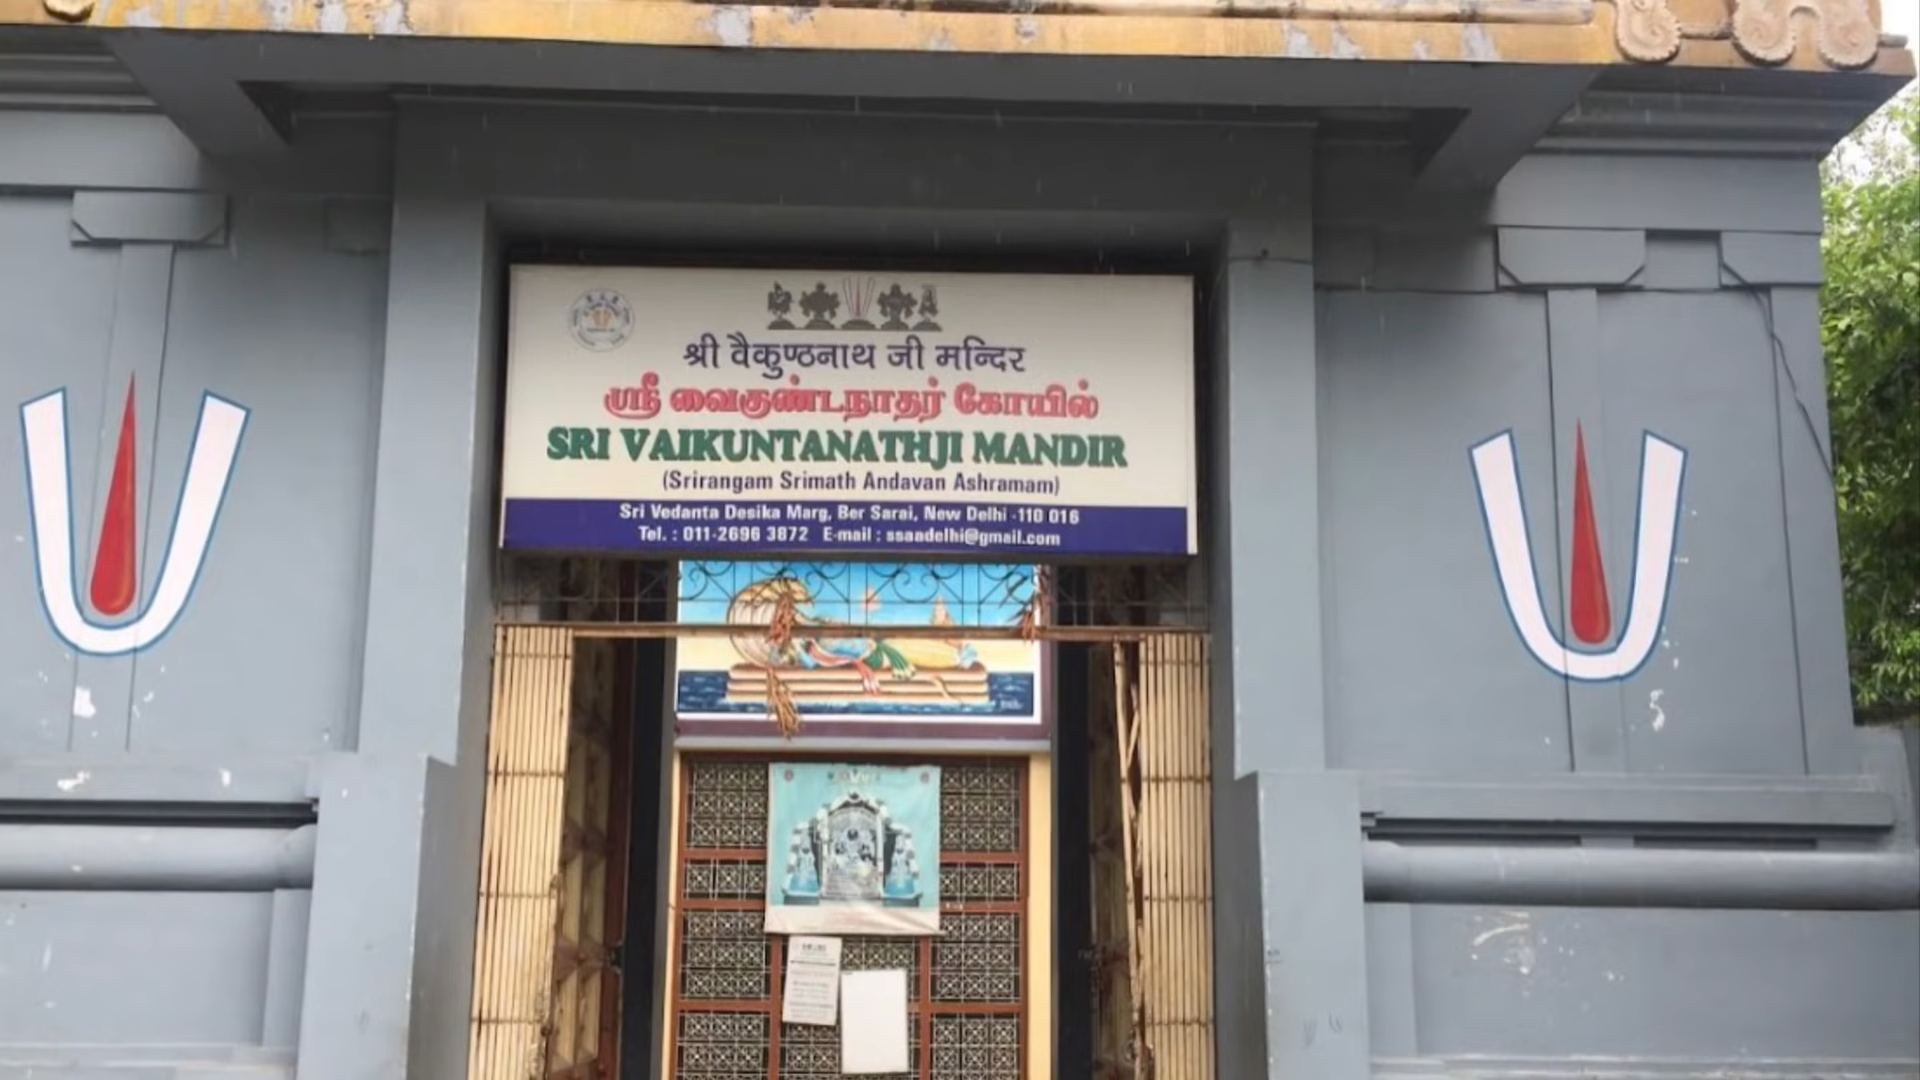 श्री वैकुण्ठनाथ जी मन्दिर
ஸ்ரீ வைகுண்டநாதர் கோயில்
SRI VAIKUNTANATHJI MANDIR
(Srirangam Srimath Andavan Ashramam)
Sri Vedanta Desika Marg, Ber Sarai, New Delhi -110 016
Tel. : 011-2696 3872 E-mail : ssaadelhi@gmail.com